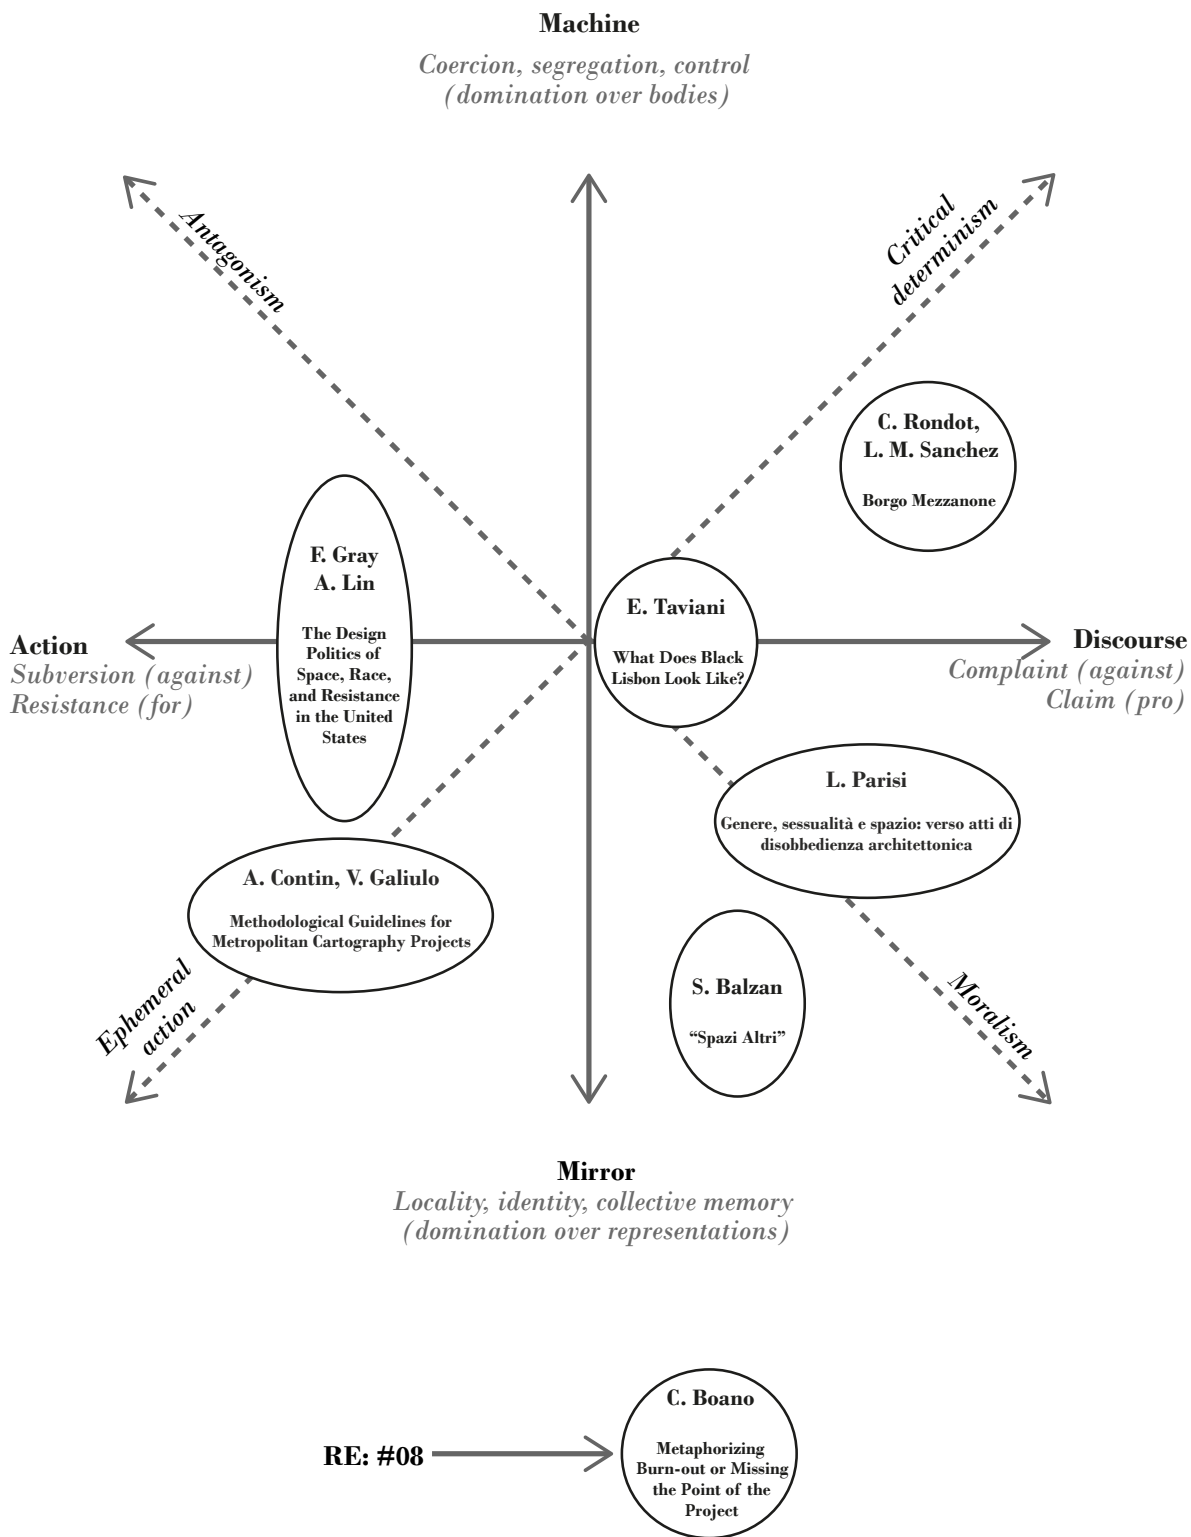 Machine
Coercion, segregation, control
(domination over bodies)
Antagonism
Critical
determinism
C. Rondot,
L. M. Sanchez
Borgo Mezzanone
F. Gray
A. Lin
The Design
Politics of
Space, Race,
and Resistance
in the United
States
E. Taviani
What Does Black
Lisbon Look Like?
Action
Subversion (against)
Resistance (for)
Discourse
Complaint (against)
Claim (pro)
L. Parisi
Genere, sessualità e spazio: verso atti di
disobbedienza architettonica
A. Contin, V. Galiulo
Methodological Guidelines for
Metropolitan Cartography Projects
S. Balzan
“Spazi Altri”
Ephemeral
action
Moralism
Mirror
Locality, identity, collective memory
(domination over representations)
RE: #08
C. Boano
Metaphorizing
Burn-out or Missing
the Point of the
Project